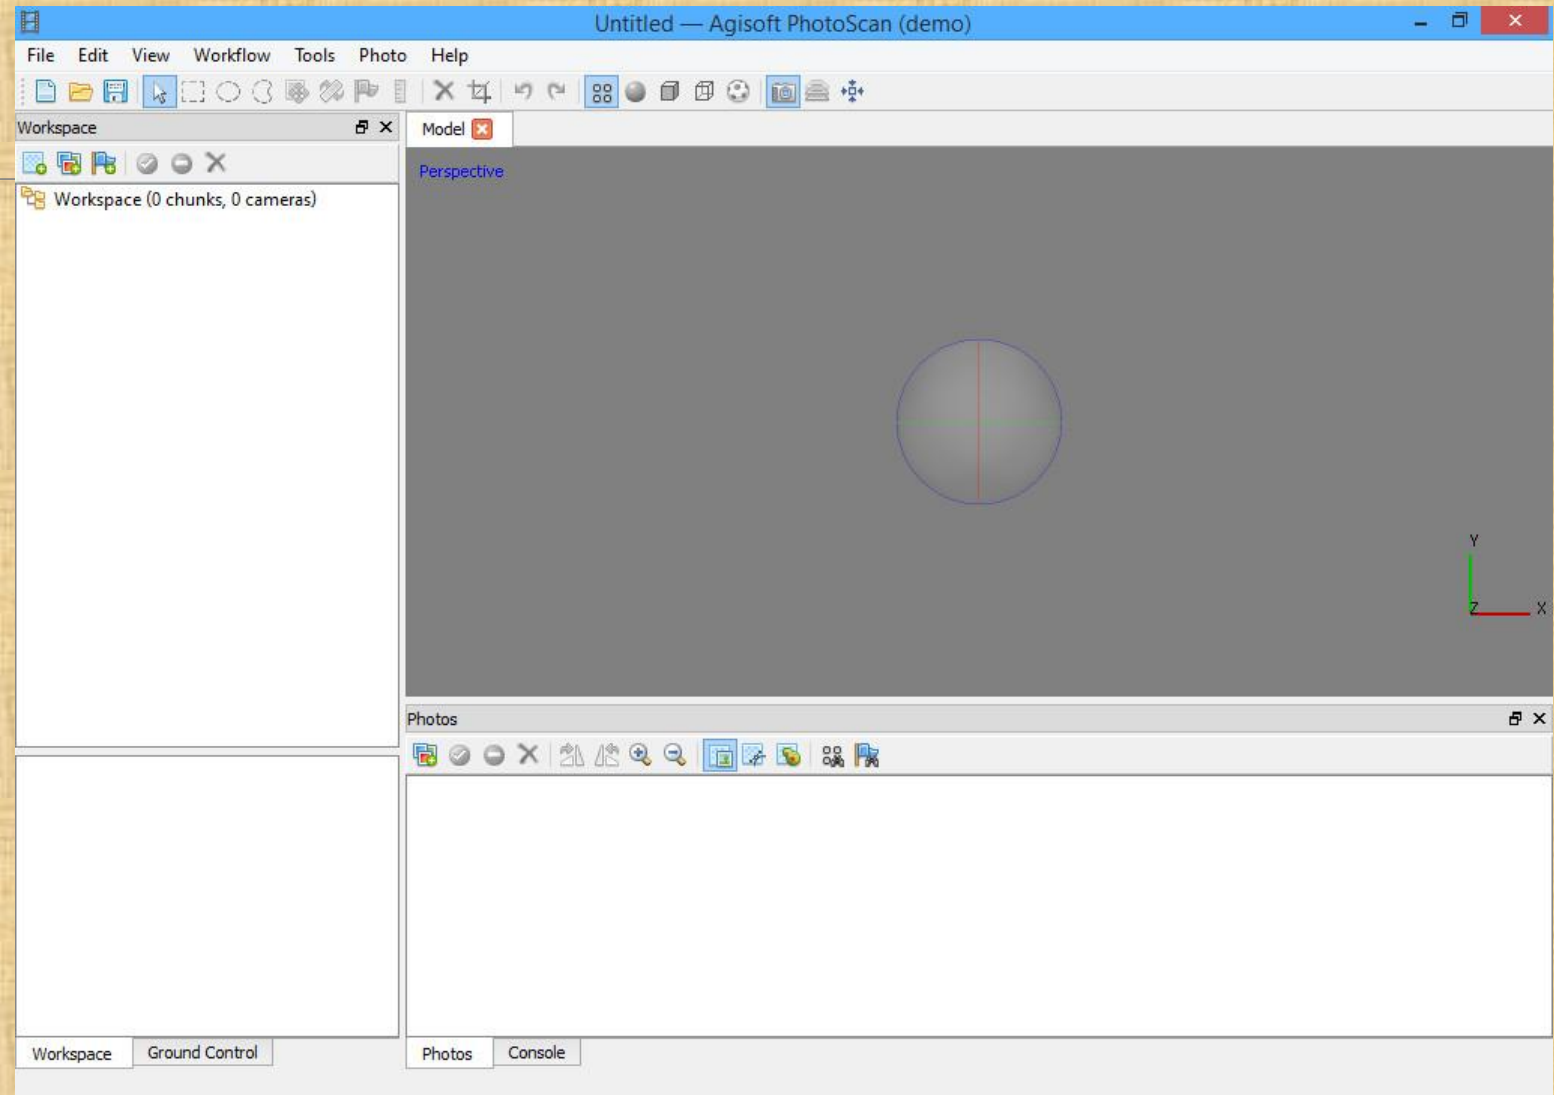 Untitled — Agisoft PhotoScan (demo)
File Edit View Workflow Tools Photo Help
Workspace
Model
Perspective
Workspace (0 chunks, 0 cameras)
Y
Z X
Photos
Workspace Ground Control
Photos Console